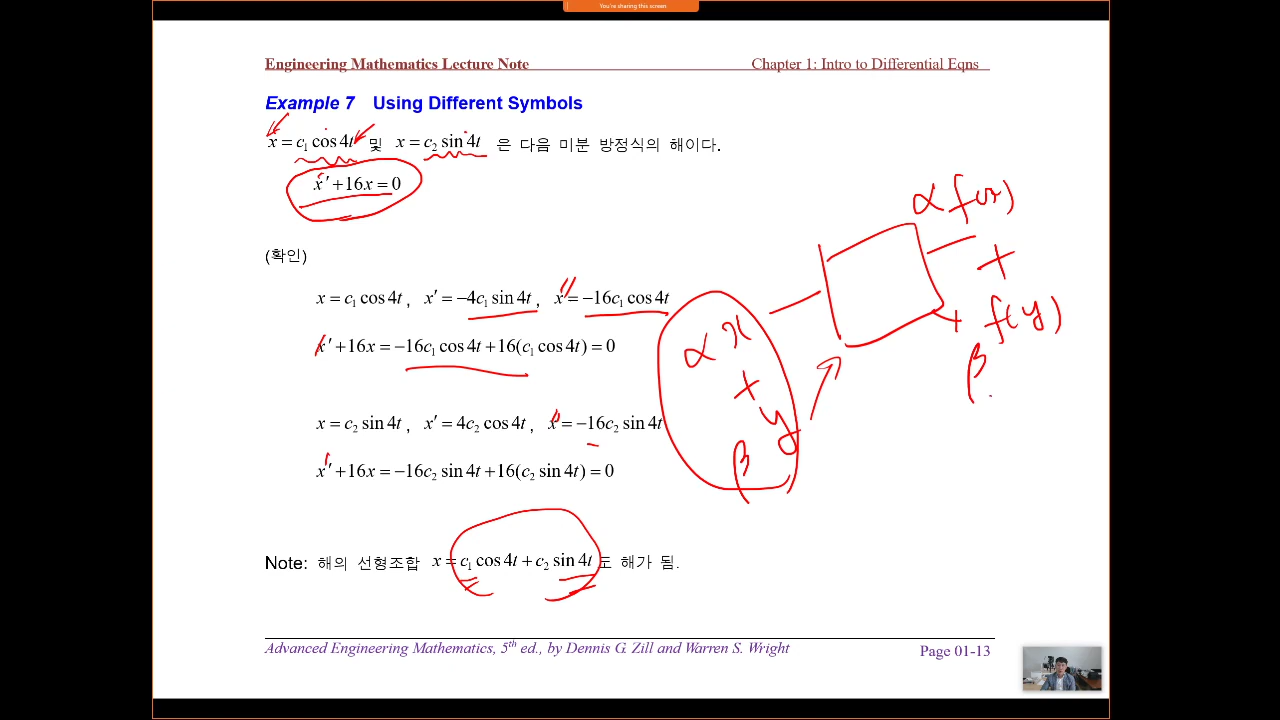 You're sharing this screen
Engineering Mathematics Lecture Note Chapter 1: Intro to Differential Eqns
Example 7 Using Different Symbols
x = c₁ cos 4t 및 x = c₂ sin 4t 은 다음 미분 방정식의 해이다.
x′′ + 16x = 0
(확인)
x = c₁ cos 4t, x′ = −4c₁ sin 4t, x′′ = −16c₁ cos 4t
x′′ + 16x = −16c₁ cos 4t + 16(c₁ cos 4t) = 0
x = c₂ sin 4t, x′ = 4c₂ cos 4t, x′′ = −16c₂ sin 4t
x′′ + 16x = −16c₂ sin 4t + 16(c₂ sin 4t) = 0
α x
+
β y
α f(x)
+
β f(y)
Note: 해의 선형조합 x = c₁ cos 4t + c₂ sin 4t 도 해가 됨.
Advanced Engineering Mathematics, 5th ed., by Dennis G. Zill and Warren S. Wright Page 01-13